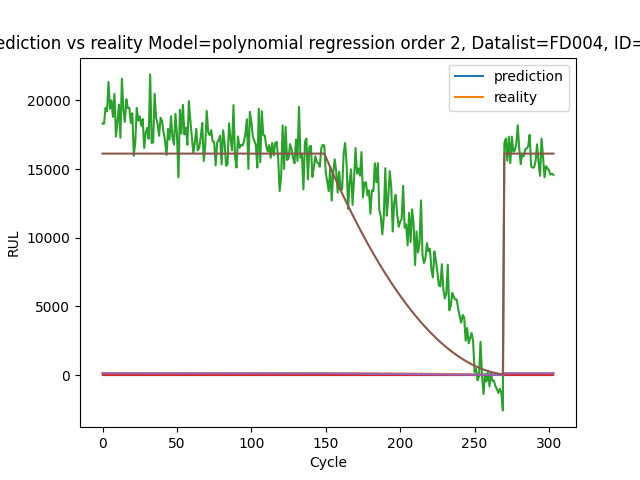 ediction vs reality Model=polynomial regression order 2, Datalist=FD004, ID=
prediction
reality
20000
15000
10000
5000
0
RUL
0 50 100 150 200 250 300
Cycle